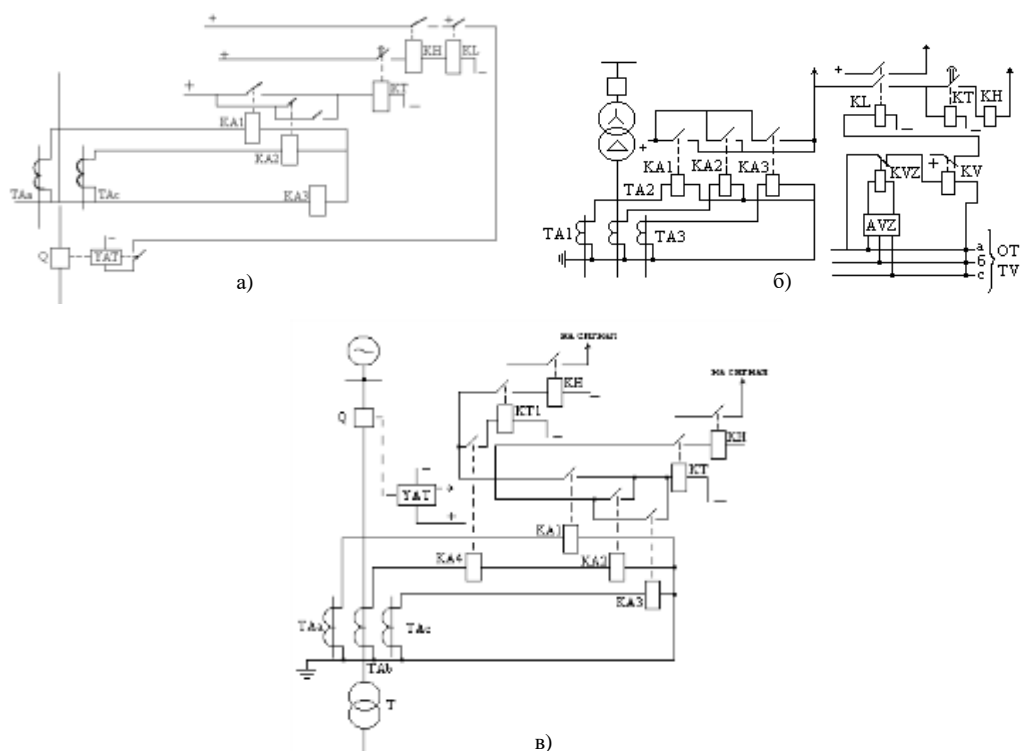 +
+
KH
KL
+
–
+
KT
–
KA1
KA2
TAa
TAc
KA3
Q
–
YAT
а)
+
KL
KT
KH
–
–
+
KA1
KA2
KA3
KVZ
+
KV
–
TA2
TA1
TA3
AVZ
а
б
с
ОТ
TV
б)
на сигнал
KH
–
на сигнал
Q
KT1
–
KH
–
YAT
+
KT
–
KA1
KA4
KA2
KA3
TAa
TAb
TAc
T
в)